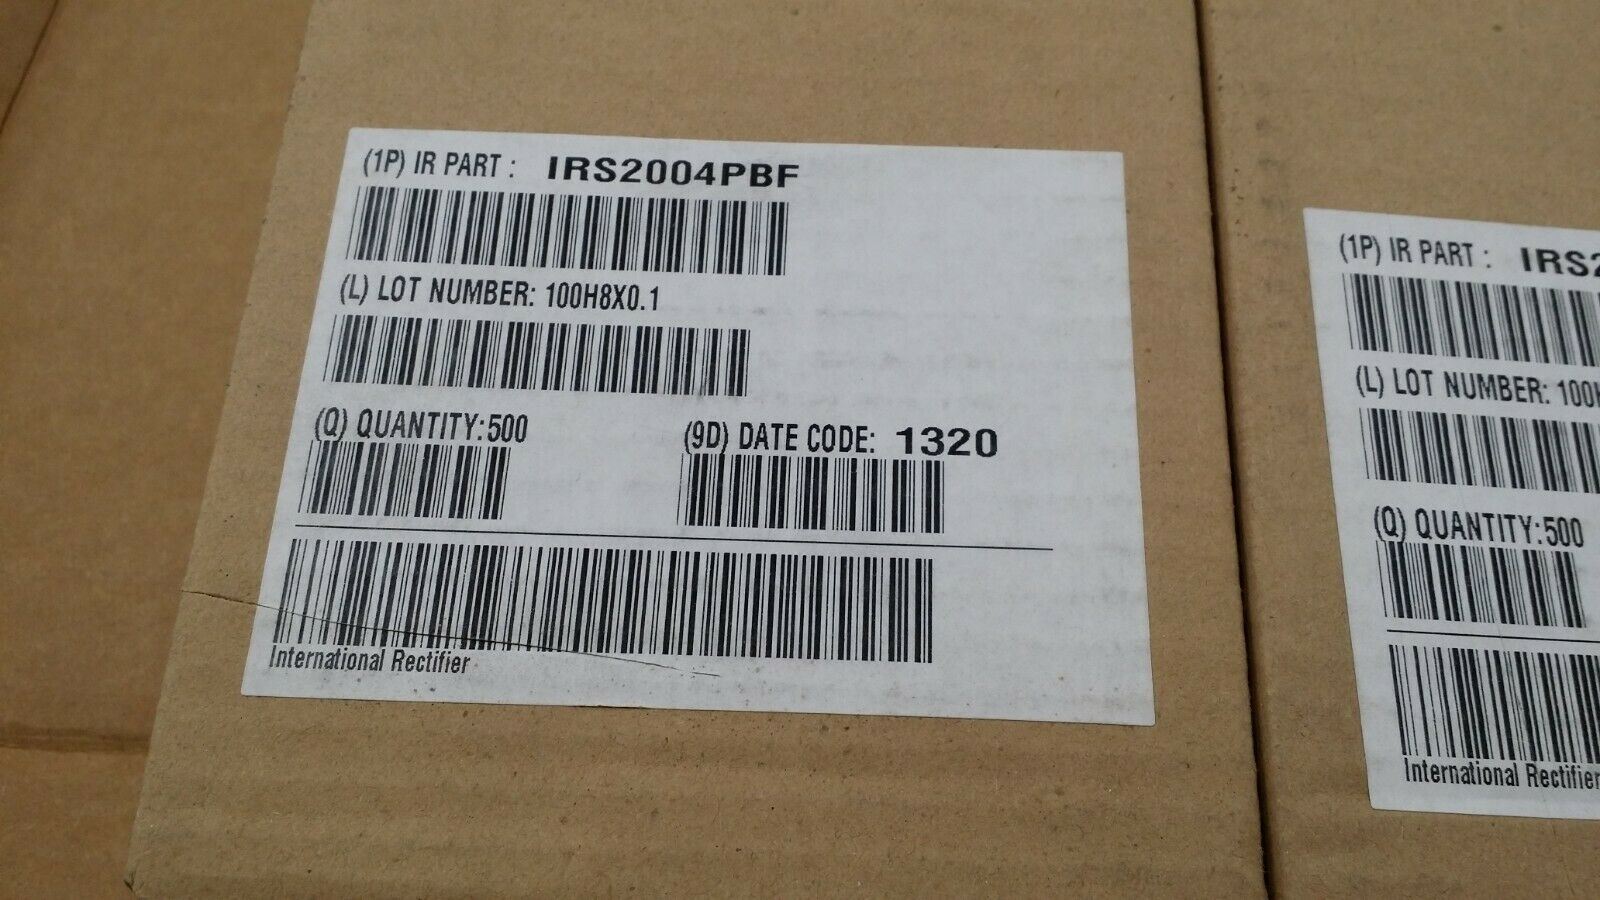 (1P) IR PART : IRS2004PBF
(L) LOT NUMBER: 100H8X0.1
(Q) QUANTITY:500
(9D) DATE CODE: 1320
International Rectifier
(1P) IR PART : IRS2
(L) LOT NUMBER: 100H
(Q) QUANTITY:500
International Rectifier